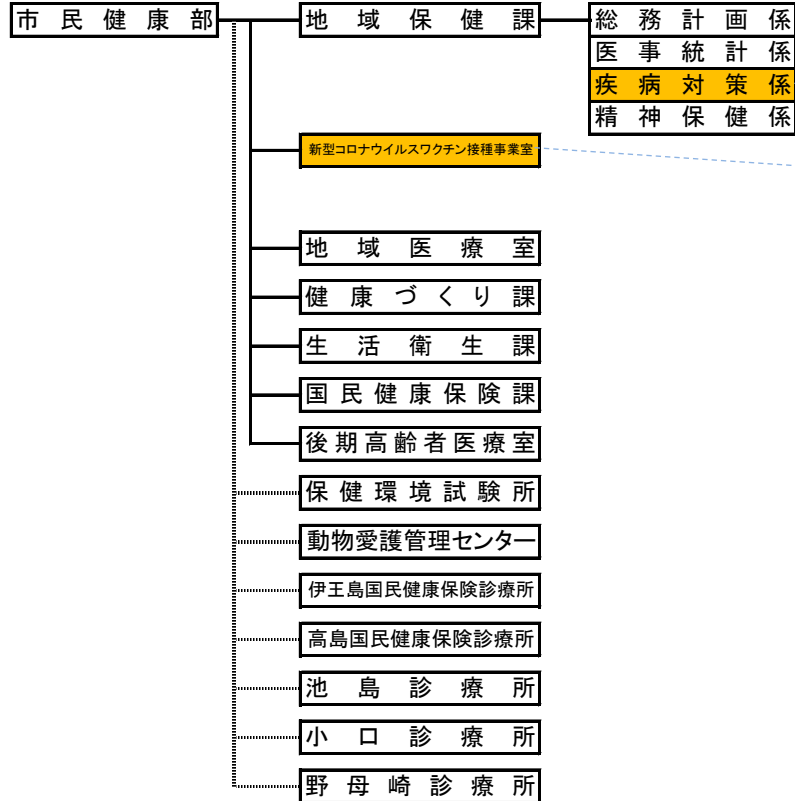 市民健康部
地域保健課
総務計画係
医事統計係
疾病対策係
精神保健係
新型コロナウイルスワクチン接種事業室
地域医療室
健康づくり課
生活衛生課
国民健康保険課
後期高齢者医療室
保健環境試験所
動物愛護管理センター
伊王島国民健康保険診療所
高島国民健康保険診療所
池島診療所
小口診療所
野母崎診療所